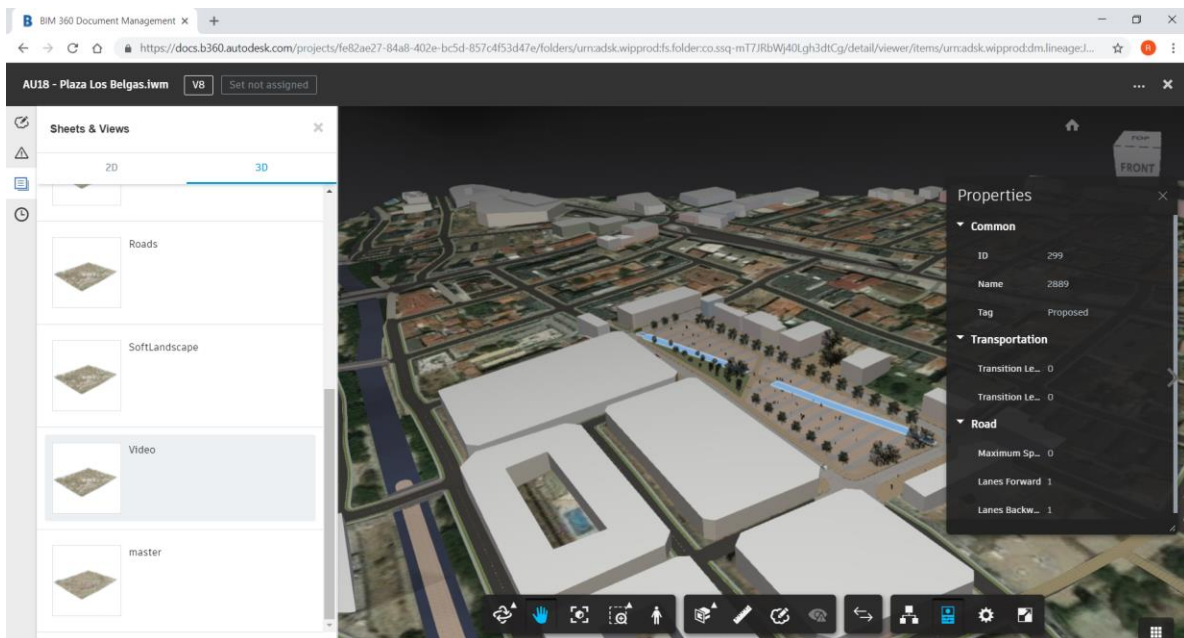 BIM 360 Document Management
https://docs.b360.autodesk.com/projects/fe82ae27-84a8-402e-bc5d-857c4f53d47e/folders/urn:adsk.wipprod:fs.folder:co.ssq-mT7JRbWj40Lgh3dtCg/detail/viewer/items/urn:adsk.wipprod:dm.lineage:J...
R
AU18 - Plaza Los Belgas.iwm V8 Set not assigned
Sheets & Views
2D 3D
Roads
SoftLandscape
Video
master
FRONT
Properties
Common
ID 299
Name 2889
Tag Proposed
Transportation
Transition Le... 0
Transition Le... 0
Road
Maximum Sp... 0
Lanes Forward 1
Lanes Backw... 1